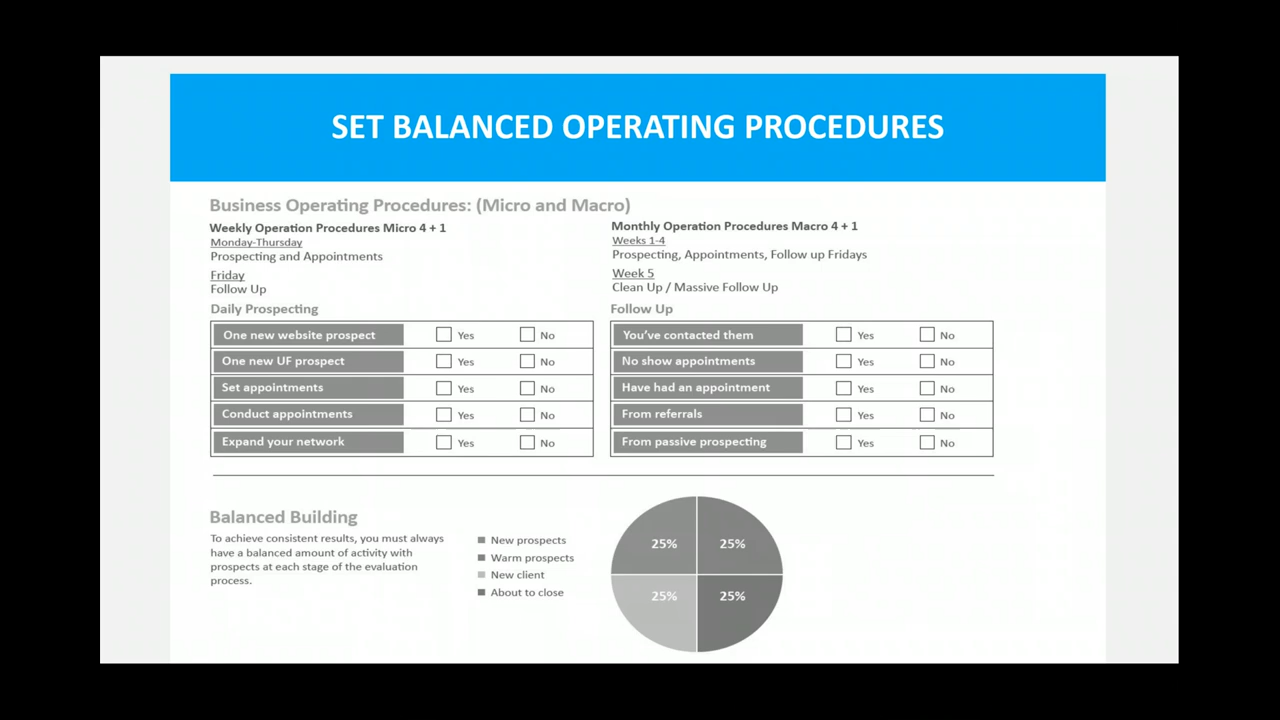 SET BALANCED OPERATING PROCEDURES
Business Operating Procedures: (Micro and Macro)
Weekly Operation Procedures Micro 4 + 1
Monday-Thursday
Prospecting and Appointments
Friday
Follow Up
Monthly Operation Procedures Macro 4 + 1
Weeks 1-4
Prospecting, Appointments, Follow up Fridays
Week 5
Clean Up / Massive Follow Up
Daily Prospecting
One new website prospect Yes No
One new UF prospect Yes No
Set appointments Yes No
Conduct appointments Yes No
Expand your network Yes No
Follow Up
You've contacted them Yes No
No show appointments Yes No
Have had an appointment Yes No
From referrals Yes No
From passive prospecting Yes No
Balanced Building
To achieve consistent results, you must always
have a balanced amount of activity with
prospects at each stage of the evaluation
process.
New prospects
Warm prospects
New client
About to close
25% 25%
25% 25%